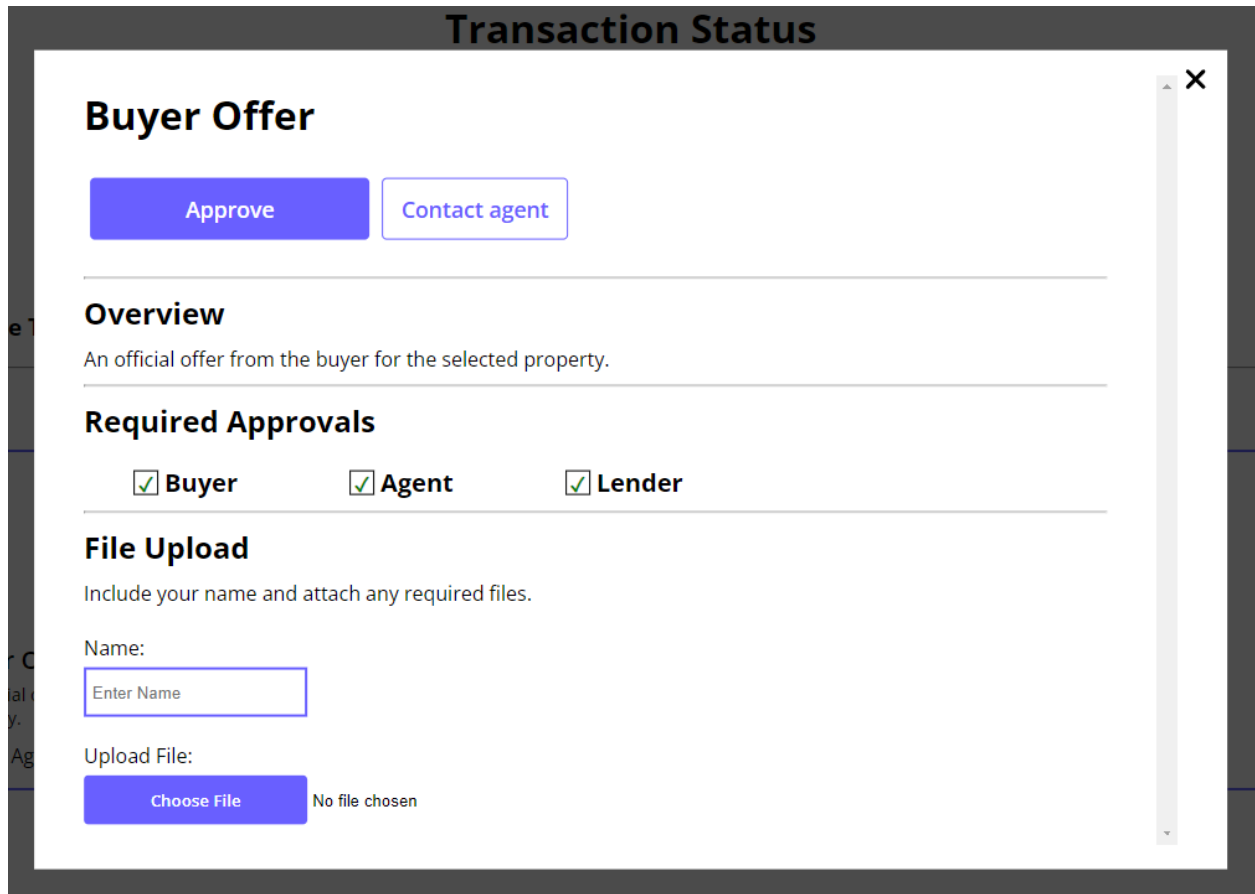 Transaction Status
Buyer Offer
Approve
Contact agent
Overview
An official offer from the buyer for the selected property.
Required Approvals
Buyer Agent Lender
File Upload
Include your name and attach any required files.
Name:
Enter Name
Upload File:
Choose File No file chosen
e T
r C
ial
y.
Ag